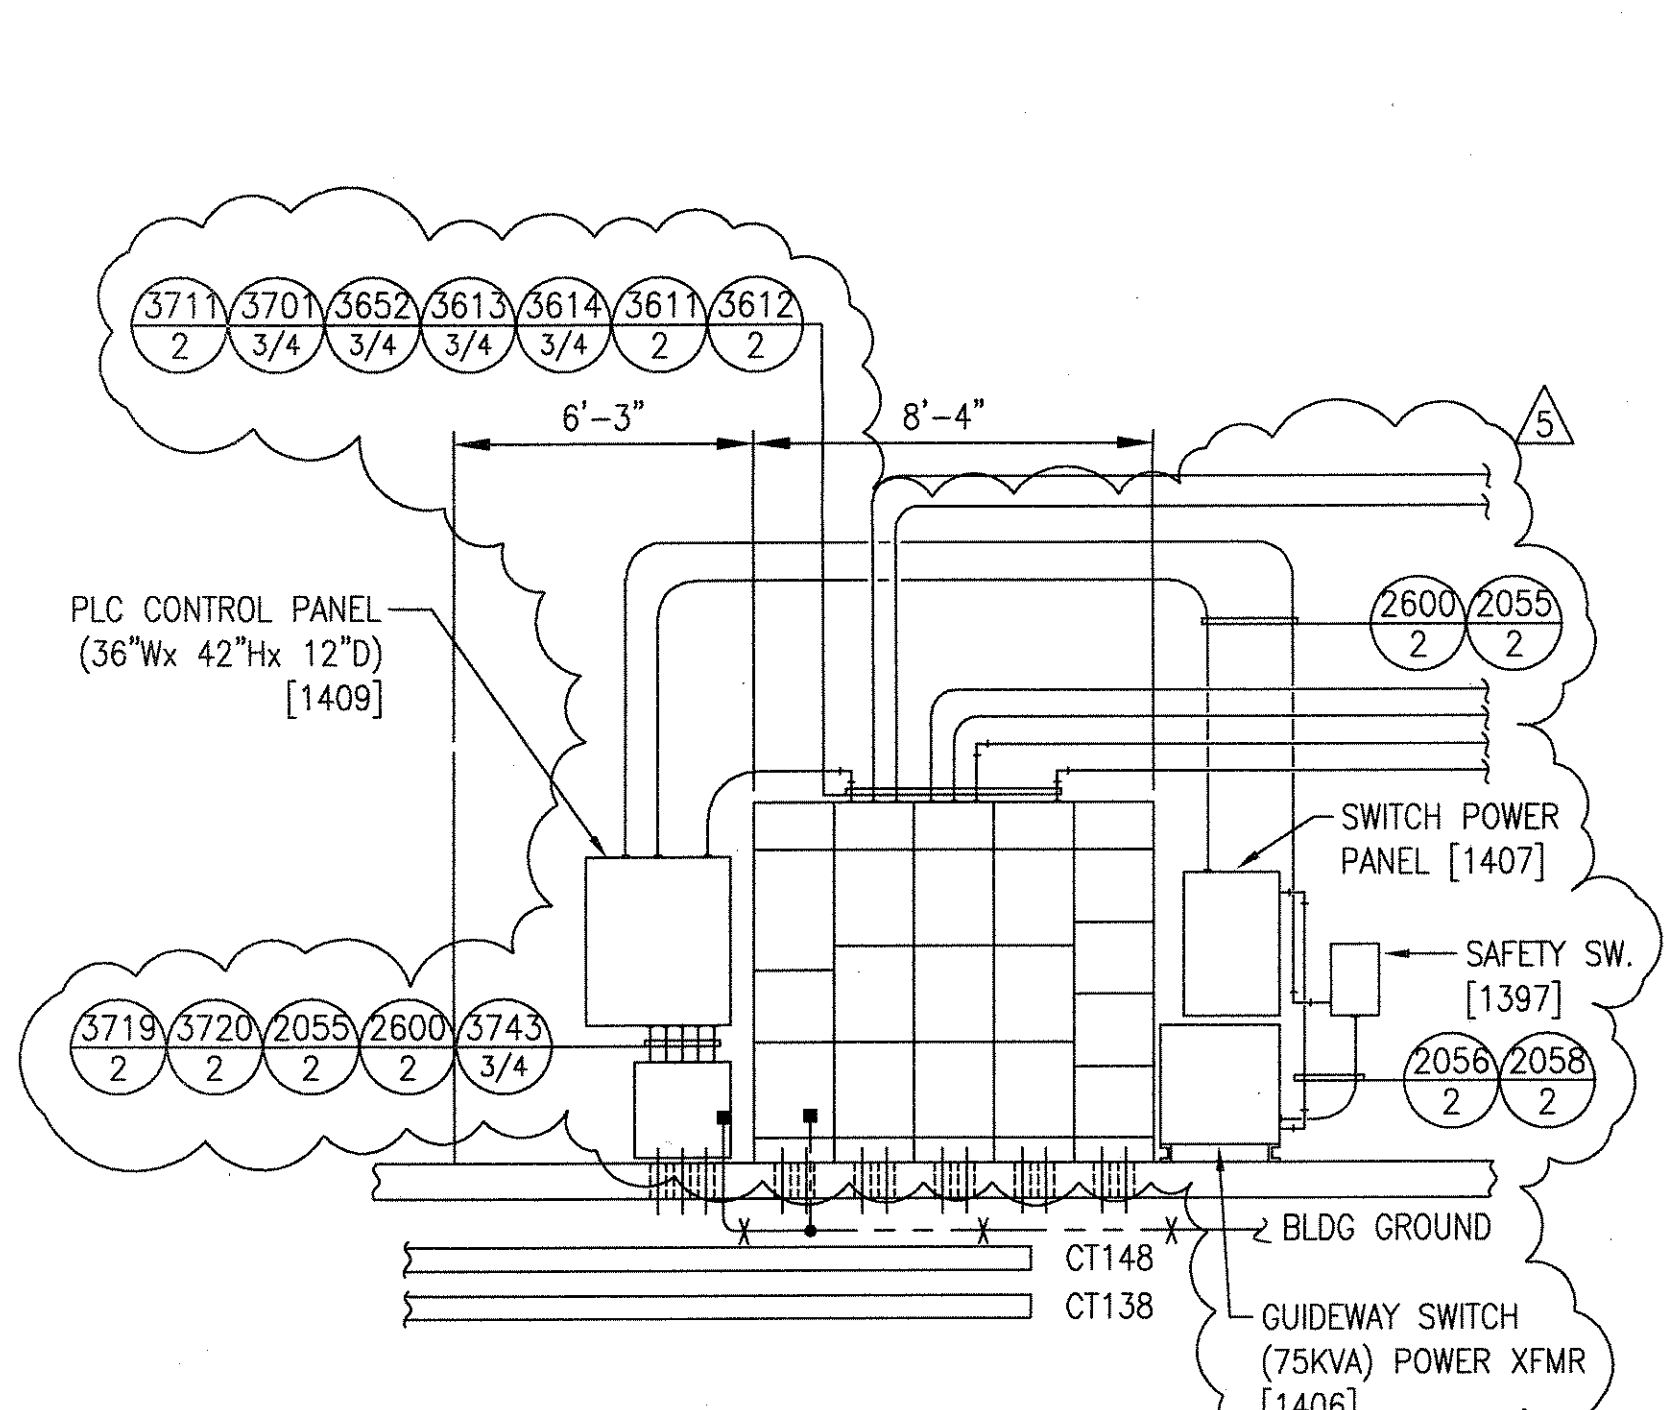 3711 3701 3652 3613 3614 3611 3612
2 3/4 3/4 3/4 3/4 2 2
6'-3" 8'-4"
5
PLC CONTROL PANEL
(36"Wx 42"Hx 12"D)
[1409]
2600 2055
2 2
SWITCH POWER
PANEL [1407]
SAFETY SW.
[1397]
3719 3720 2055 2600 3743
2 2 2 2 3/4
2056 2058
2 2
BLDG GROUND
CT148
CT138
GUIDEWAY SWITCH
(75KVA) POWER XFMR
[1406]